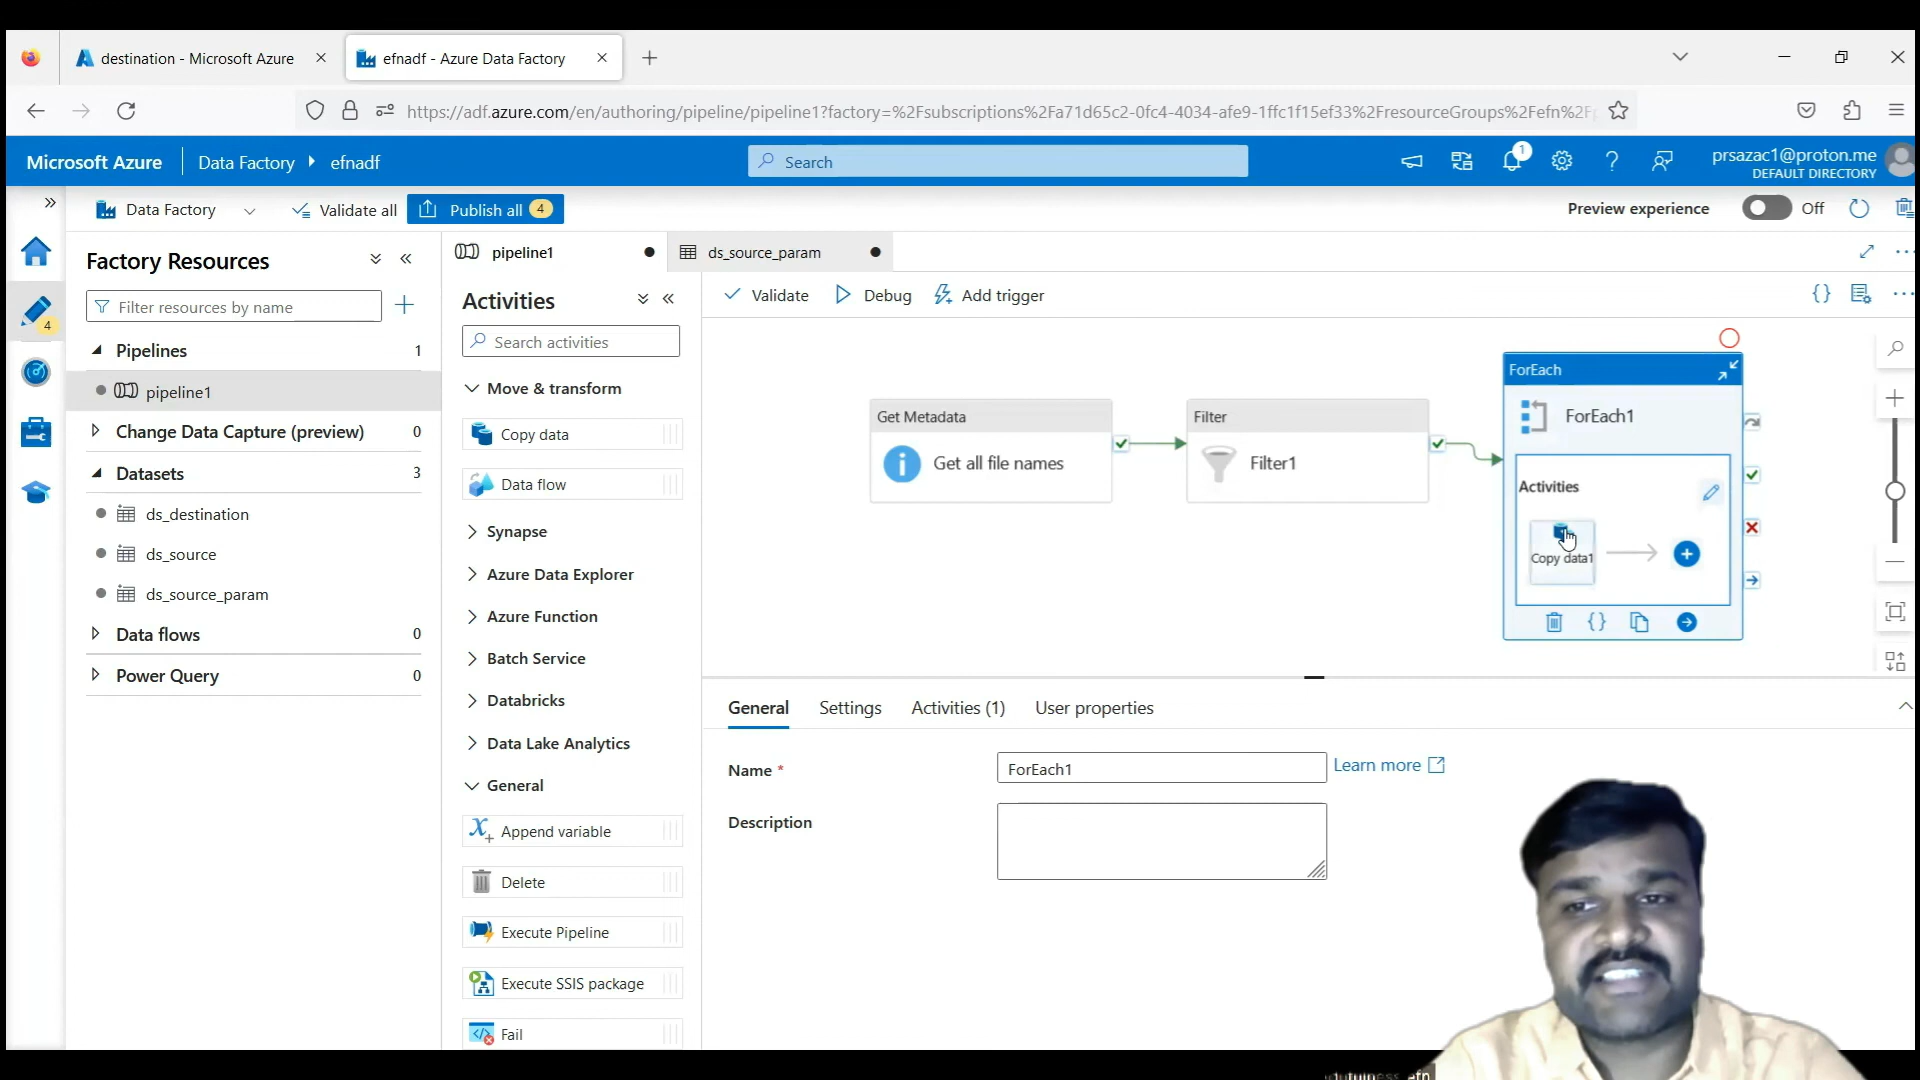 destination - Microsoft Azure
efnadf - Azure Data Factory
https://adf.azure.com/en/authoring/pipeline/pipeline1?factory=%2Fsubscriptions%2Fa71d65c2-0fc4-4034-afe9-1ffc1f15ef33%2FresourceGroups%2Fefn%2F
Microsoft Azure
Data Factory
efnadf
Search
1
prsazac1@proton.me
DEFAULT DIRECTORY
Data Factory
Validate all
Publish all 4
Preview experience
Off
4
Factory Resources
Filter resources by name
Pipelines 1
pipeline1
Change Data Capture (preview) 0
Datasets 3
ds_destination
ds_source
ds_source_param
Data flows 0
Power Query 0
pipeline1
ds_source_param
Activities
Search activities
Move & transform
Copy data
Data flow
Synapse
Azure Data Explorer
Azure Function
Batch Service
Databricks
Data Lake Analytics
General
Append variable
Delete
Execute Pipeline
Execute SSIS package
Fail
Validate
Debug
Add trigger
Get Metadata
Get all file names
Filter
Filter1
ForEach
ForEach1
Activities
Copy data1
General
Settings
Activities (1)
User properties
Name *
ForEach1
Learn more
Description